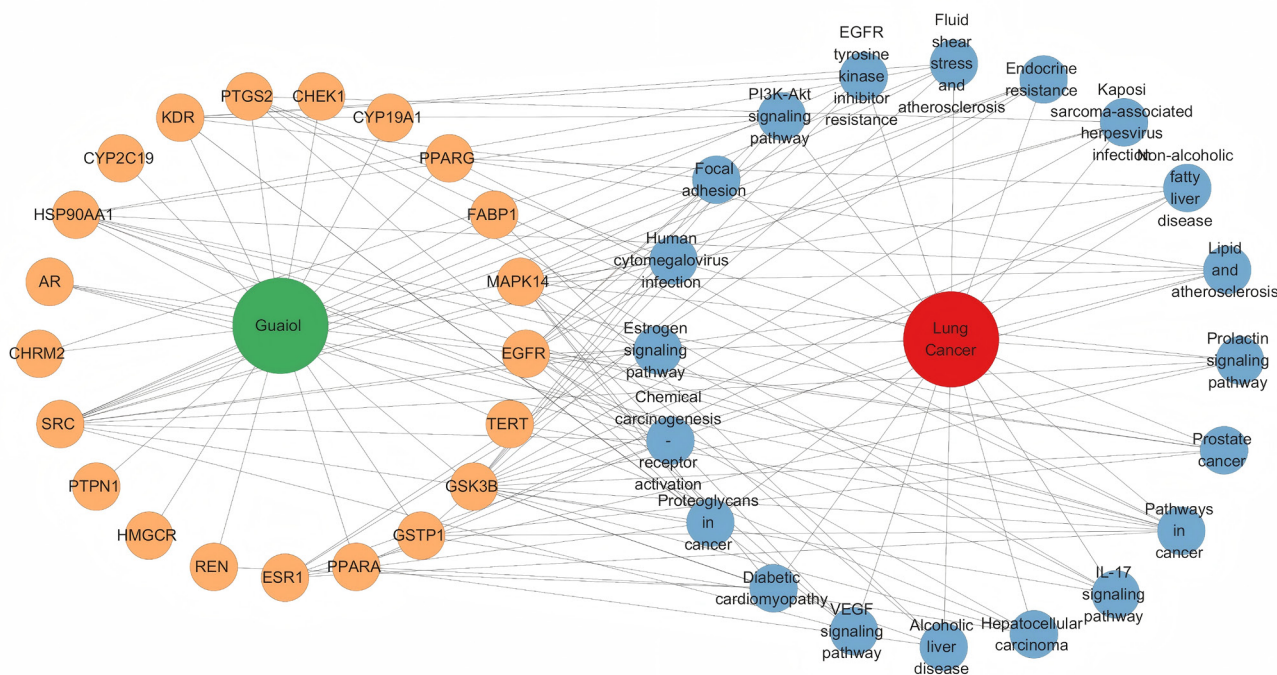 PTGS2
CHEK1
KDR
CYP19A1
CYP2C19
PPARG
HSP90AA1
FABP1
AR
MAPK14
Guaiol
CHRM2
EGFR
SRC
TERT
PTPN1
GSK3B
HMGCR
GSTP1
REN
ESR1
PPARA
Fluid
shear
stress
and
atherosclerosis
EGFR
tyrosine
kinase
inhibitor
resistance
Endocrine
resistance
PI3K-Akt
signaling
pathway
Kaposi
sarcoma-associated
herpesvirus
infection
Non-alcoholic
fatty
liver
disease
Focal
adhesion
Human
cytomegalovirus
infection
Lipid
and
atherosclerosis
Lung
Cancer
Estrogen
signaling
pathway
Prolactin
signaling
pathway
Chemical
carcinogenesis
-
receptor
activation
Prostate
cancer
Proteoglycans
in
cancer
Pathways
in
cancer
Diabetic
cardiomyopathy
IL-17
signaling
pathway
VEGF
signaling
pathway
Alcoholic
liver
disease
Hepatocellular
carcinoma